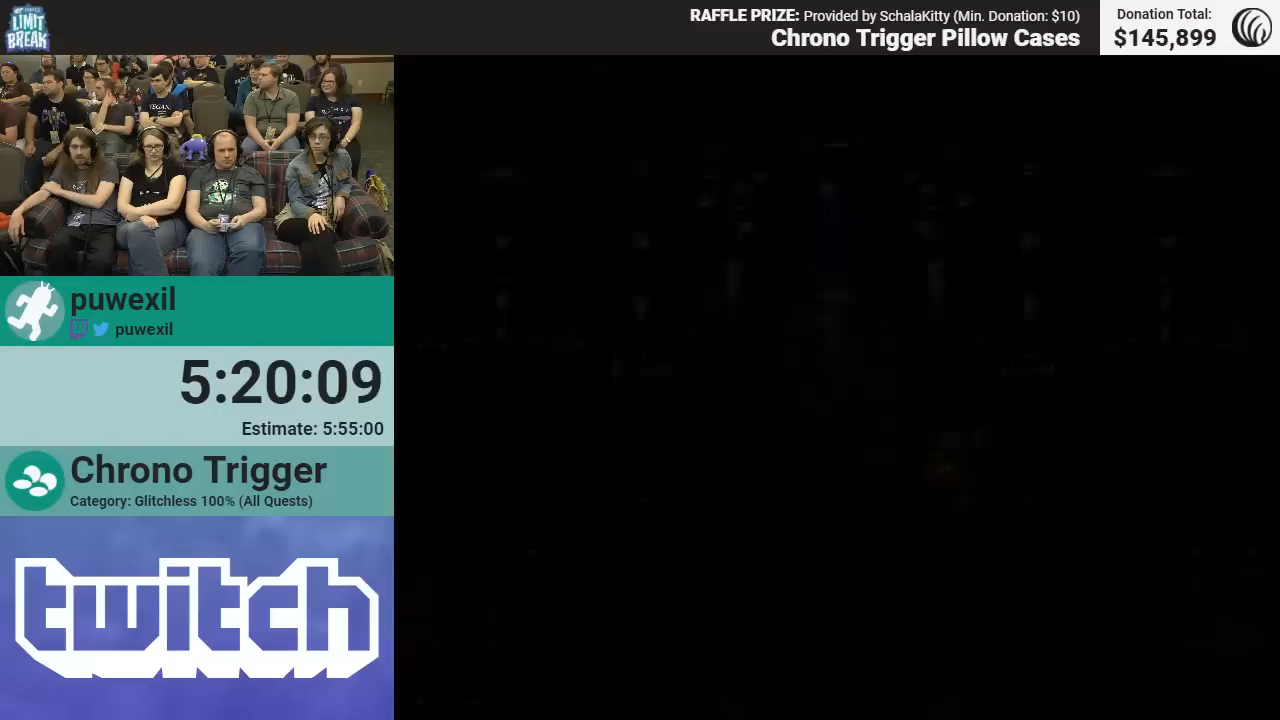 RPG
LIMIT
BREAK
RAFFLE PRIZE: Provided by SchalaKitty (Min. Donation: $10)
Chrono Trigger Pillow Cases
Donation Total:
$145,899
puwexil
puwexil
5:20:09
Estimate: 5:55:00
Chrono Trigger
Category: Glitchless 100% (All Quests)
twitch